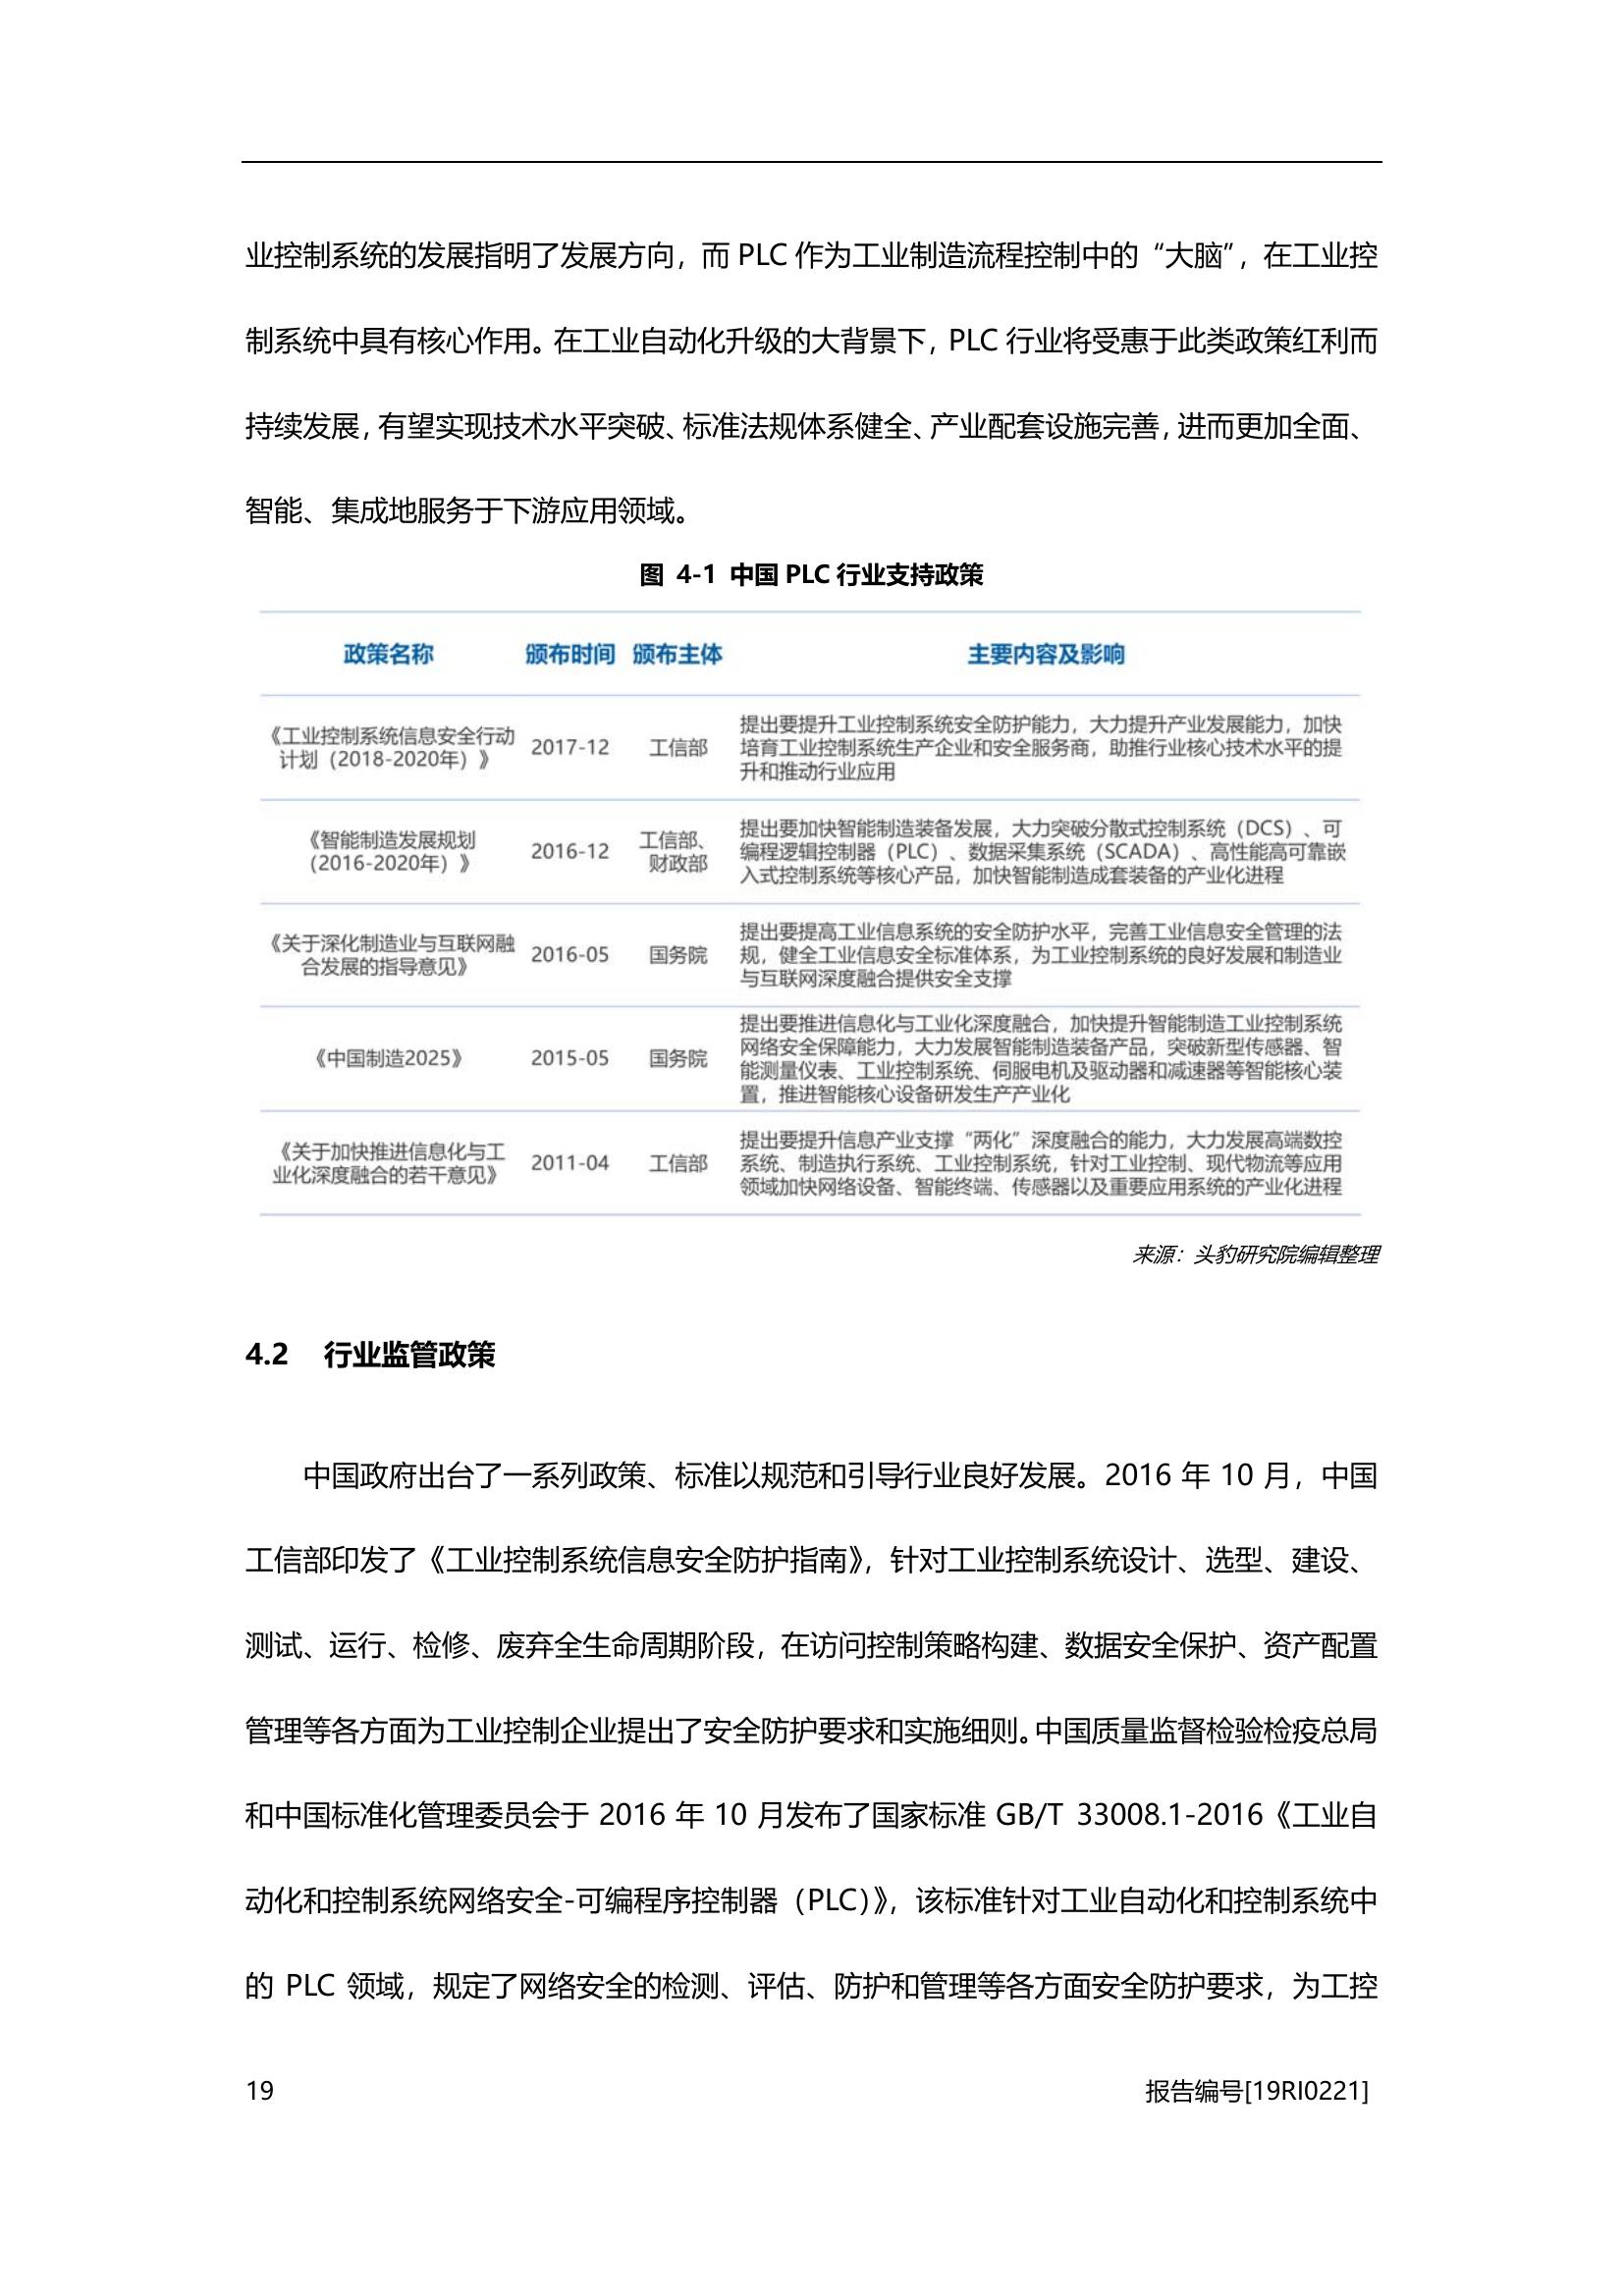 业控制系统的发展指明了发展方向，而 PLC 作为工业制造流程控制中的“大脑”，在工业控
制系统中具有核心作用。在工业自动化升级的大背景下，PLC 行业将受惠于此类政策红利而
持续发展，有望实现技术水平突破、标准法规体系健全、产业配套设施完善，进而更加全面、
智能、集成地服务于下游应用领域。
图 4-1 中国 PLC 行业支持政策
政策名称 颁布时间 颁布主体 主要内容及影响
《工业控制系统信息安全行动
计划（2018-2020年）》
2017-12
工信部
提出要提升工业控制系统安全防护能力，大力提升产业发展能力，加快
培育工业控制系统生产企业和安全服务商，助推行业核心技术水平的提
升和推动行业应用
《智能制造发展规划
（2016-2020年）》
2016-12
工信部、
财政部
提出要加快智能制造装备发展，大力突破分散式控制系统（DCS）、可
编程逻辑控制器（PLC）、数据采集系统（SCADA）、高性能高可靠嵌
入式控制系统等核心产品，加快智能制造成套装备的产业化进程
《关于深化制造业与互联网融
合发展的指导意见》
2016-05
国务院
提出要提高工业信息系统的安全防护水平，完善工业信息安全管理的法
规，健全工业信息安全标准体系，为工业控制系统的良好发展和制造业
与互联网深度融合提供安全支撑
《中国制造2025》
2015-05
国务院
提出要推进信息化与工业化深度融合，加快提升智能制造工业控制系统
网络安全保障能力，大力发展智能制造装备产品，突破新型传感器、智
能测量仪表、工业控制系统、伺服电机及驱动器和减速器等智能核心装
置，推进智能核心设备研发生产产业化
《关于加快推进信息化与工
业化深度融合的若干意见》
2011-04
工信部
提出要提升信息产业支撑“两化”深度融合的能力，大力发展高端数控
系统、制造执行系统、工业控制系统，针对工业控制、现代物流等应用
领域加快网络设备、智能终端、传感器以及重要应用系统的产业化进程
来源：头豹研究院编辑整理
4.2 行业监管政策
中国政府出台了一系列政策、标准以规范和引导行业良好发展。2016 年 10 月，中国
工信部印发了《工业控制系统信息安全防护指南》，针对工业控制系统设计、选型、建设、
测试、运行、检修、废弃全生命周期阶段，在访问控制策略构建、数据安全保护、资产配置
管理等各方面为工业控制企业提出了安全防护要求和实施细则。中国质量监督检验检疫总局
和中国标准化管理委员会于 2016 年 10 月发布了国家标准 GB/T 33008.1-2016《工业自
动化和控制系统网络安全-可编程序控制器（PLC）》，该标准针对工业自动化和控制系统中
的 PLC 领域，规定了网络安全的检测、评估、防护和管理等各方面安全防护要求，为工控
19 报告编号[19RI0221]